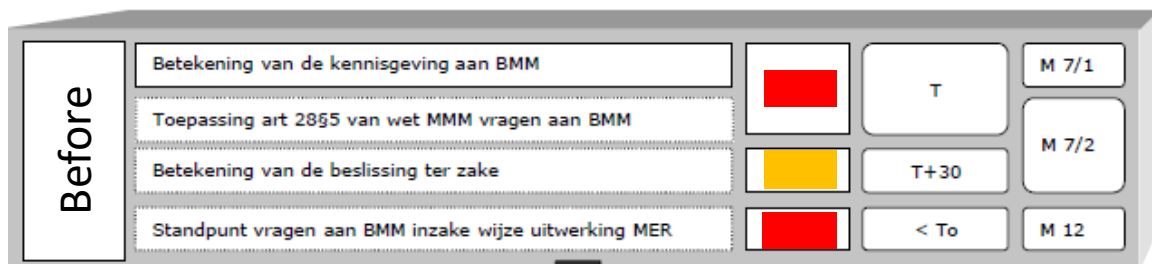 Before
Betekening van de kennisgeving aan BMM
T
M 7/1
Toepassing art 28§5 van wet MMM vragen aan BMM
M 7/2
Betekening van de beslissing ter zake
T+30
Standpunt vragen aan BMM inzake wijze uitwerking MER
< To
M 12